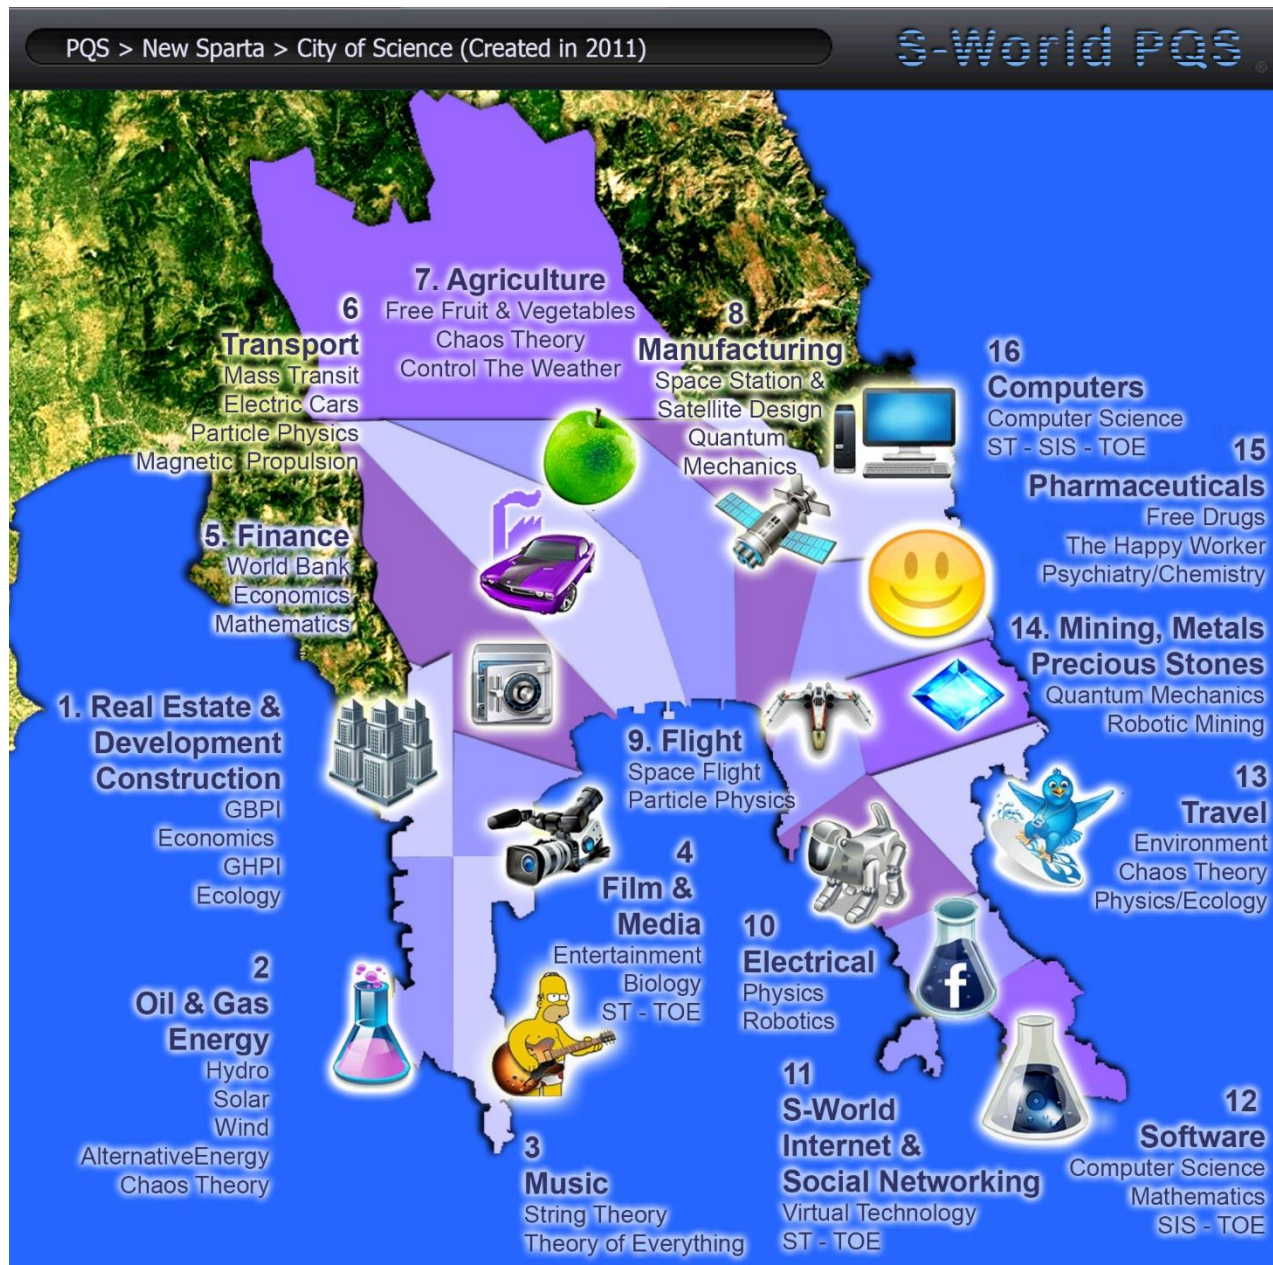 PQS > New Sparta > City of Science (Created in 2011)
S-World PQS ®
7. Agriculture
Free Fruit & Vegetables
Chaos Theory
Control The Weather
6
Transport
Mass Transit
Electric Cars
Particle Physics
Magnetic Propulsion
8
Manufacturing
Space Station &
Satellite Design
Quantum
Mechanics
16
Computers
Computer Science
ST - SIS - TOE
15
Pharmaceuticals
Free Drugs
The Happy Worker
Psychiatry/Chemistry
5. Finance
World Bank
Economics
Mathematics
14. Mining, Metals
Precious Stones
Quantum Mechanics
Robotic Mining
1. Real Estate &
Development
Construction
GBPI
Economics
GHPI
Ecology
9. Flight
Space Flight
Particle Physics
13
Travel
Environment
Chaos Theory
Physics/Ecology
4
Film &
Media
Entertainment
Biology
ST - TOE
10
Electrical
Physics
Robotics
f
2
Oil & Gas
Energy
Hydro
Solar
Wind
AlternativeEnergy
Chaos Theory
3
Music
String Theory
Theory of Everything
11
S-World
Internet &
Social Networking
Virtual Technology
ST - TOE
12
Software
Computer Science
Mathematics
SIS - TOE